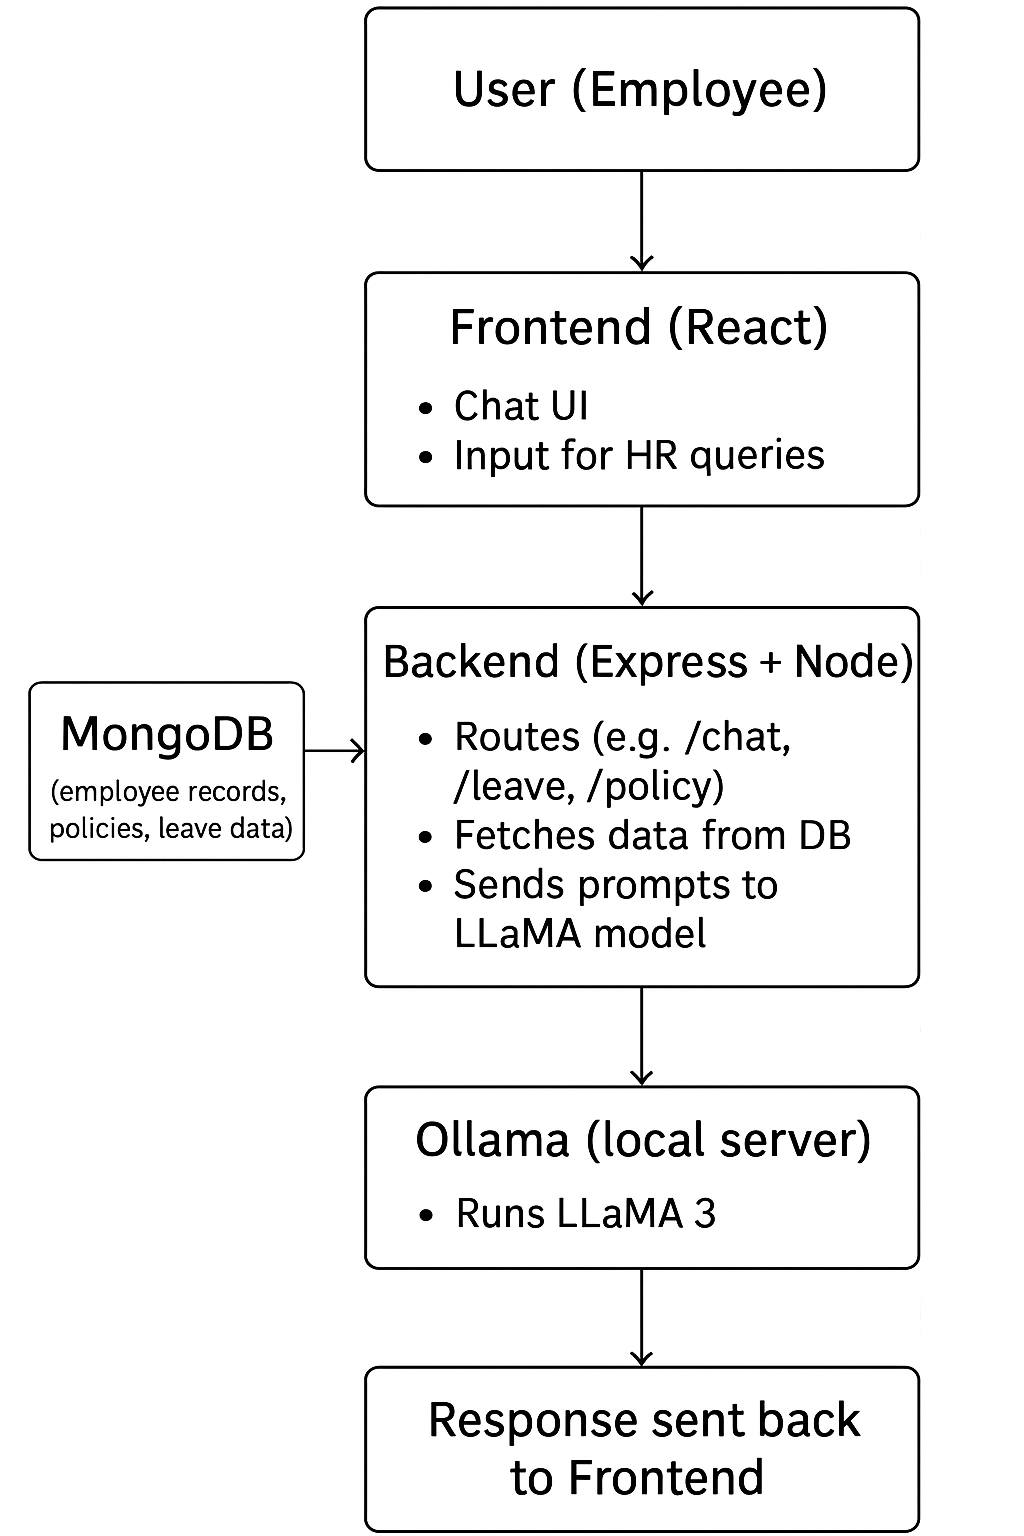 User (Employee)
Frontend (React)
• Chat UI
• Input for HR queries
Backend (Express + Node)
• Routes (e.g. /chat,
/leave, /policy)
• Fetches data from DB
• Sends prompts to
LLaMA model
MongoDB
(employee records,
policies, leave data)
Ollama (local server)
• Runs LLaMA 3
Response sent back
to Frontend